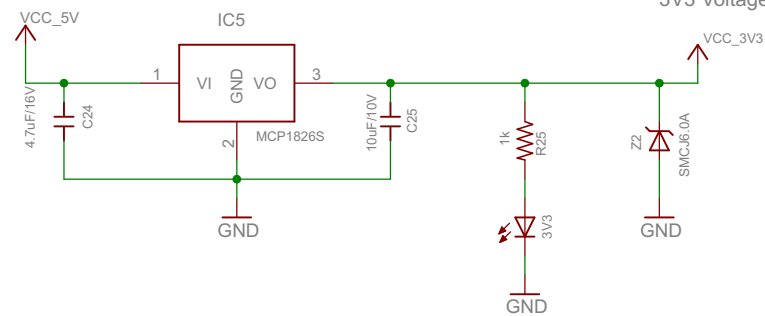 3V3 Voltage
VCC_5V
IC5
VCC_3V3
1
VI
GND
VO
3
4.7uF/16V
C24
2
MCP1826S
10uF/10V
C25
1k
R25
Z2
SMCJ6.0A
GND
3V3
GND
GND